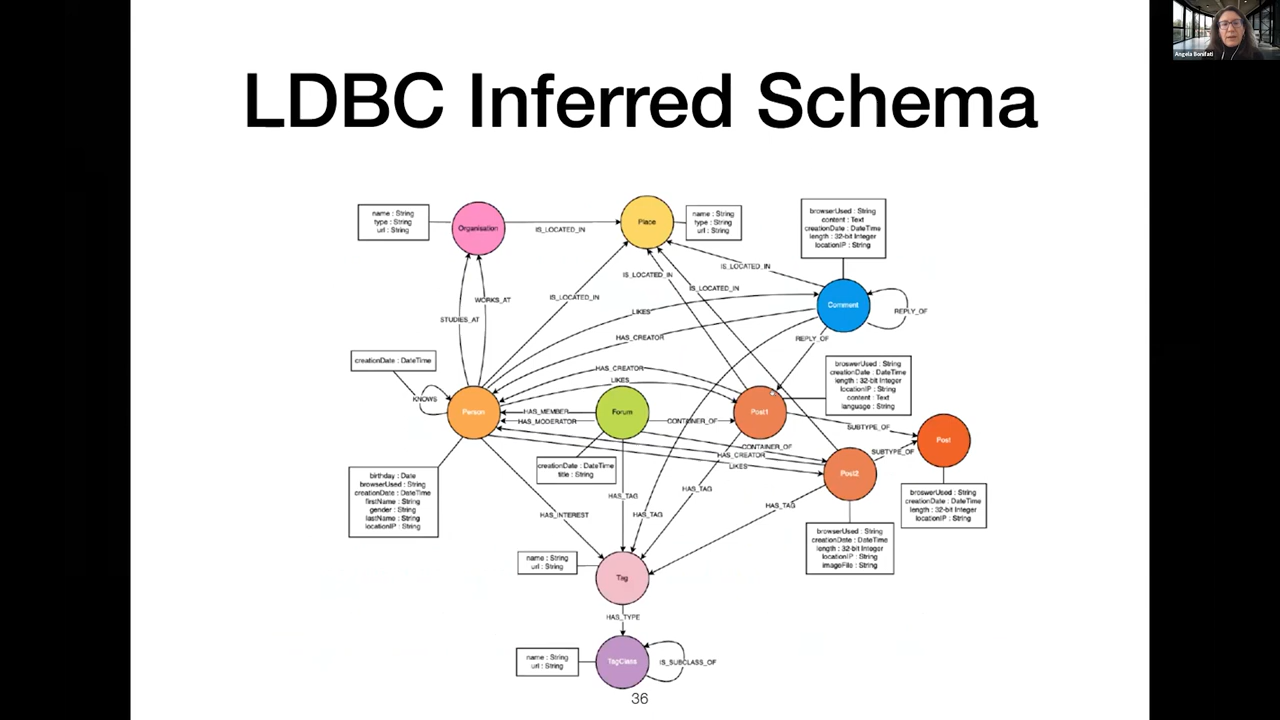 Angela Bonifati
LDBC Inferred Schema
name : String
type : String
url : String
Organisation
IS_LOCATED_IN
Place
name : String
type : String
url : String
browserUsed : String
content : Text
creationDate : DateTime
length : 32-bit Integer
locationIP : String
IS_LOCATED_IN
IS_LOCATED_IN
IS_LOCATED_IN
IS_LOCATED_IN
WORKS_AT
STUDIES_AT
LIKES
Comment
REPLY_OF
HAS_CREATOR
REPLY_OF
creationDate : DateTime
KNOWS
HAS_CREATOR
LIKES
broswerUsed : String
creationDate : DateTime
length : 32-bit Integer
locationIP : String
content : Text
language : String
Person
HAS_MEMBER
HAS_MODERATOR
Forum
CONTAINER_OF
Post1
SUBTYPE_OF
Post
CONTAINER_OF
HAS_CREATOR
LIKES
SUBTYPE_OF
Post2
creationDate : DateTime
title : String
birthday : Date
browserUsed : String
creationDate : DateTime
firstName : String
gender : String
lastName : String
locationIP : String
HAS_TAG
HAS_TAG
HAS_TAG
HAS_TAG
HAS_INTEREST
broswerUsed : String
creationDate : DateTime
length : 32-bit Integer
locationIP : String
browserUsed : String
creationDate : DateTime
length : 32-bit Integer
locationIP : String
imageFile : String
name : String
url : String
Tag
HAS_TYPE
name : String
url : String
TagClass
IS_SUBCLASS_OF
36